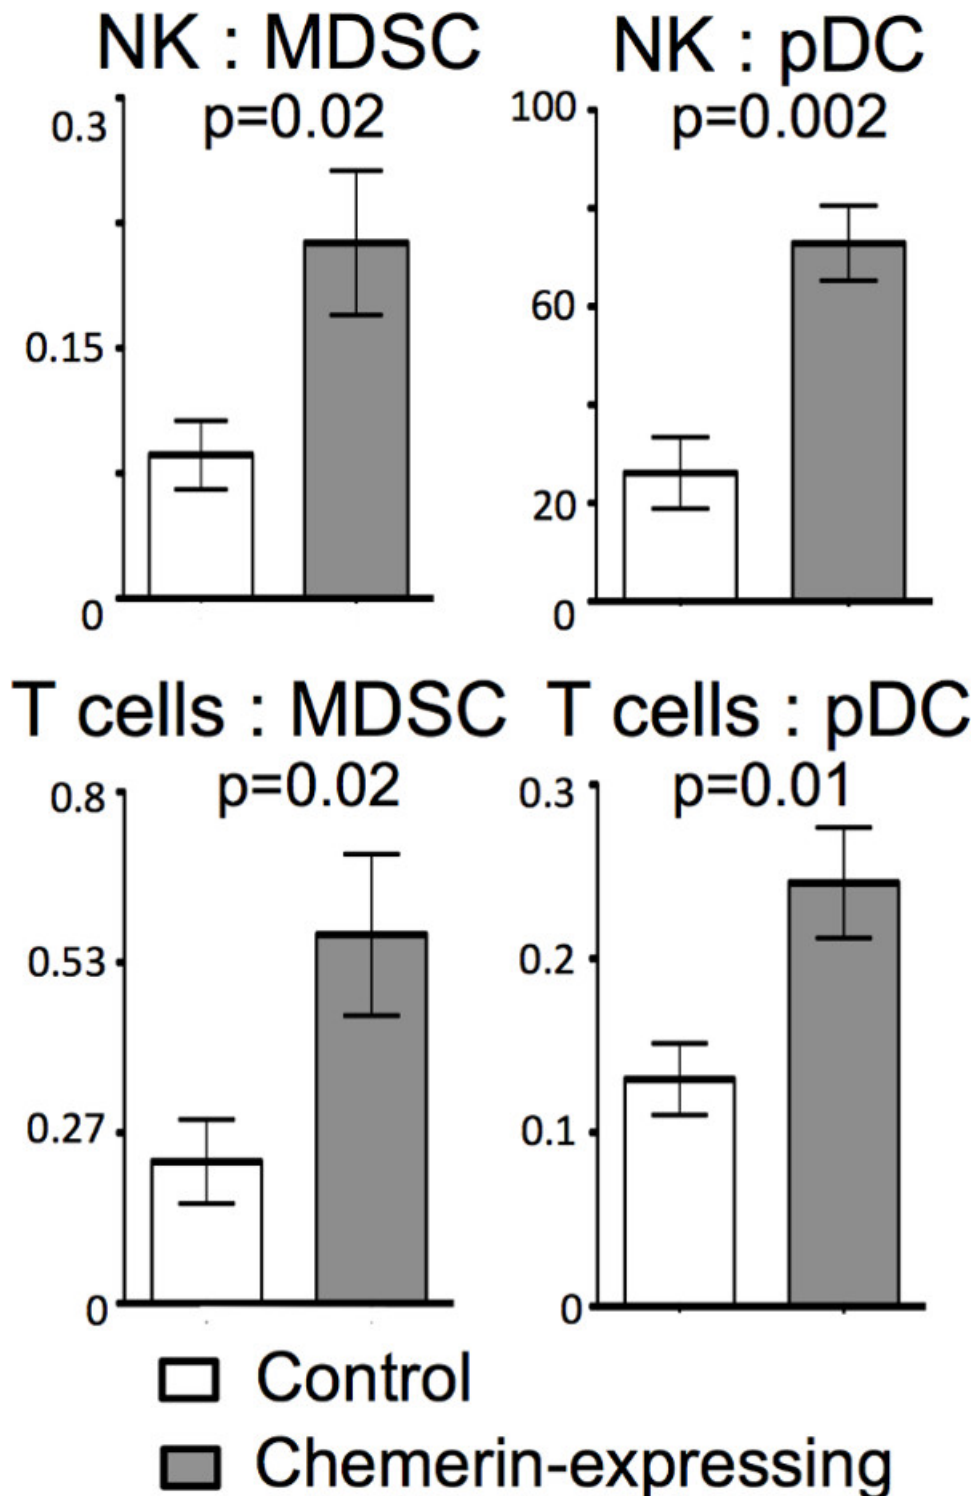 NK : MDSC
p=0.02
0.3
0.15
0
NK : pDC
p=0.002
100
60
20
0
T cells : MDSC
p=0.02
0.8
0.53
0.27
0
T cells : pDC
p=0.01
0.3
0.2
0.1
0
Control
Chemerin-expressing